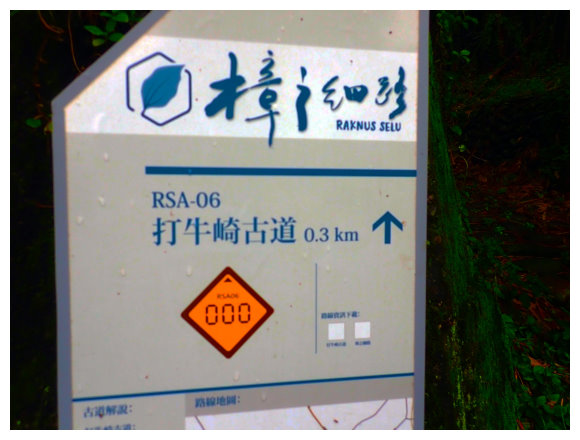 樟之細路
RAKNUS SELU
RSA-06
打牛崎古道 0.3 km
RSA06
000
路線資訊下載:
古道解說:
路線地圖: